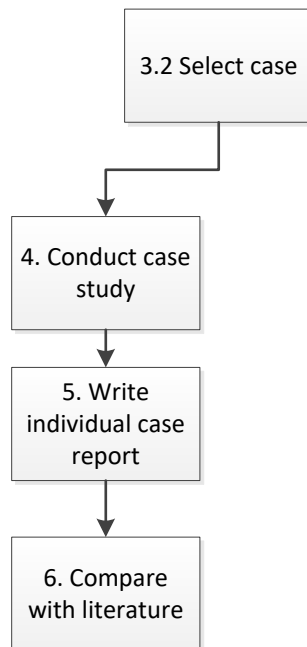 3.2 Select case
4. Conduct case
study
5. Write
individual case
report
6. Compare
with literature